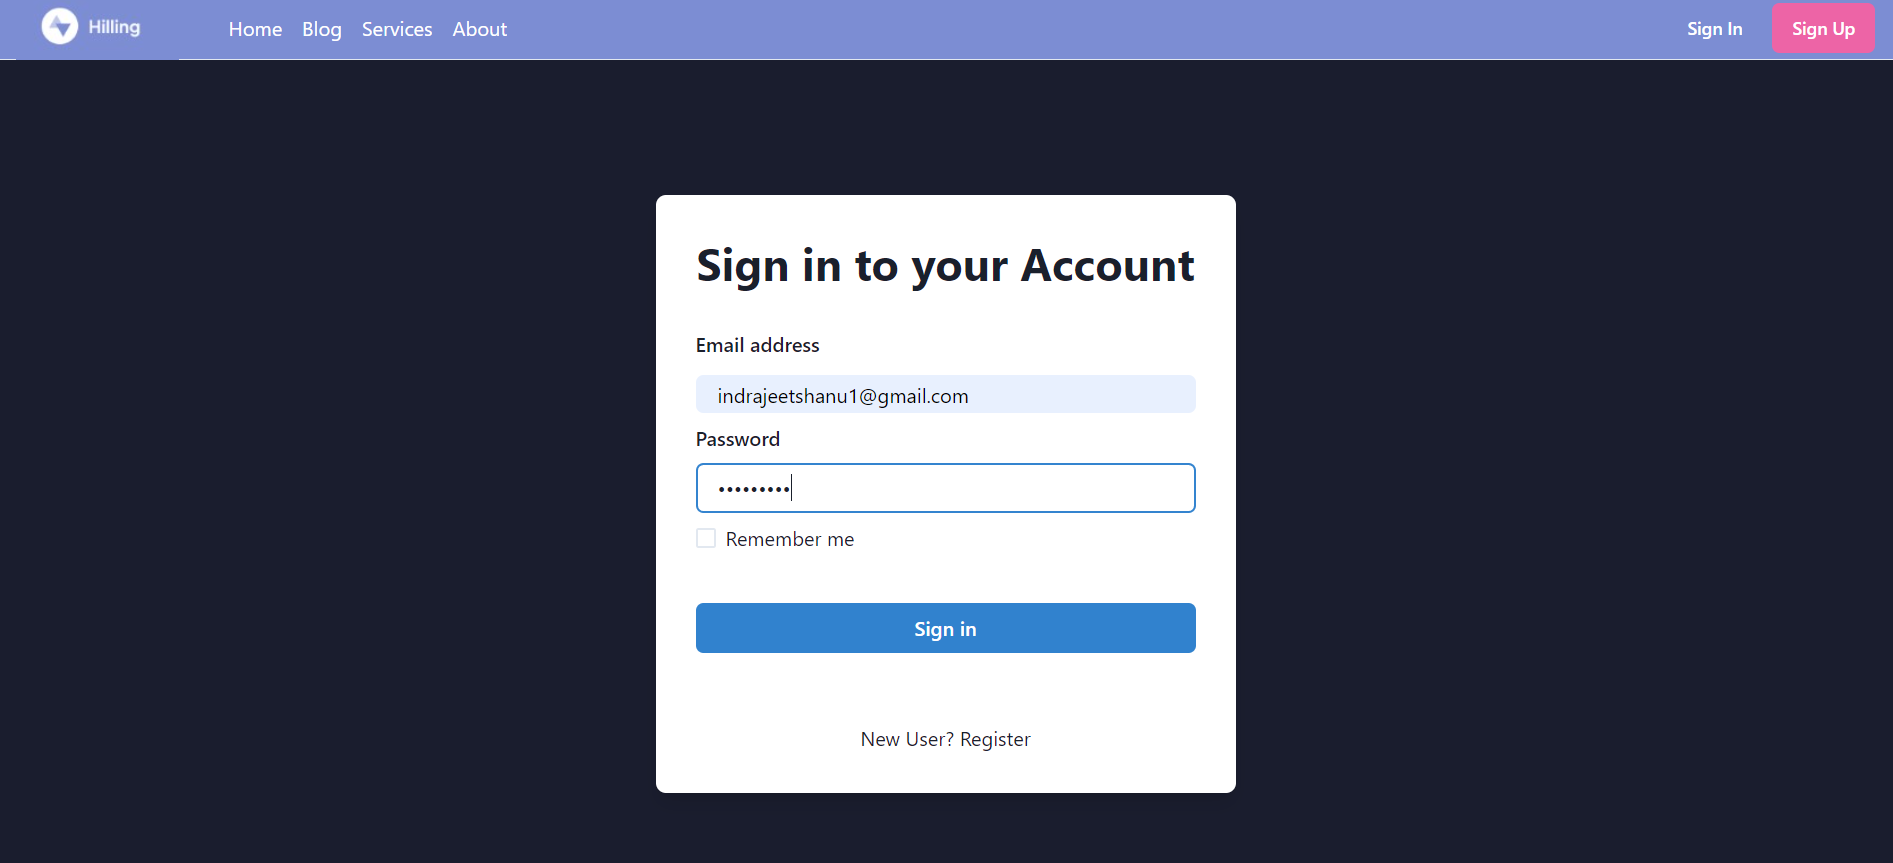 Hilling Home Blog Services About Sign In Sign Up
Sign in to your Account
Email address
indrajeetshanu1@gmail.com
Password
•••••••••
Remember me
Sign in
New User? Register